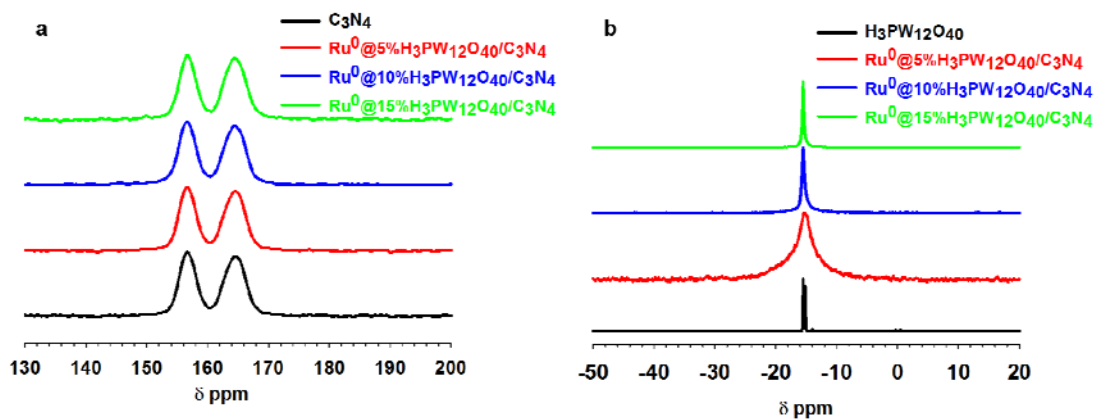 a
C3N4
Ru0@5%H3PW12O40/C3N4
Ru0@10%H3PW12O40/C3N4
Ru0@15%H3PW12O40/C3N4
130 140 150 160 170 180 190 200
δ ppm
b
H3PW12O40
Ru0@5%H3PW12O40/C3N4
Ru0@10%H3PW12O40/C3N4
Ru0@15%H3PW12O40/C3N4
-50 -40 -30 -20 -10 0 10 20
δ ppm